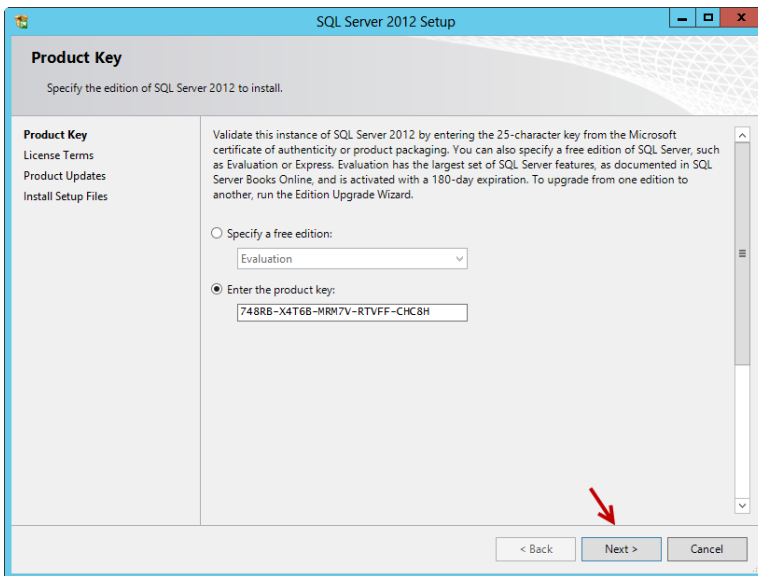 SQL Server 2012 Setup
Product Key
Specify the edition of SQL Server 2012 to install.
Product Key
License Terms
Product Updates
Install Setup Files
Validate this instance of SQL Server 2012 by entering the 25-character key from the Microsoft
certificate of authenticity or product packaging. You can also specify a free edition of SQL Server, such
as Evaluation or Express. Evaluation has the largest set of SQL Server features, as documented in SQL
Server Books Online, and is activated with a 180-day expiration. To upgrade from one edition to
another, run the Edition Upgrade Wizard.
Specify a free edition:
Evaluation
Enter the product key:
748RB-X4T6B-MRM7V-RTVFF-CHC8H
< Back
Next >
Cancel